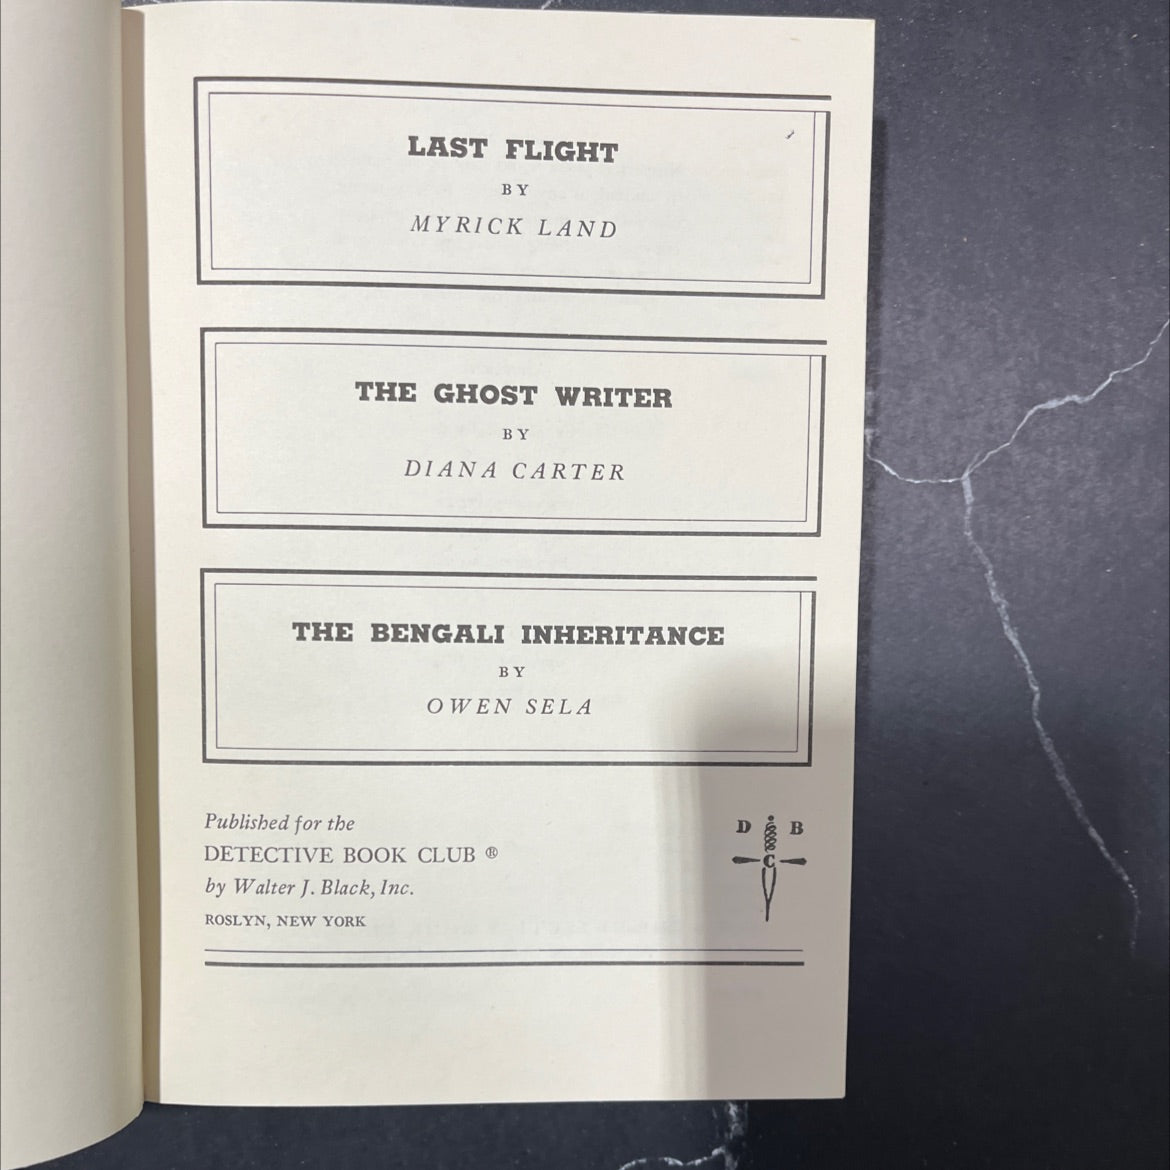 LAST FLIGHT
BY
MYRICK LAND
THE GHOST WRITER
BY
DIANA CARTER
THE BENGALI INHERITANCE
BY
OWEN SELA
Published for the
DETECTIVE BOOK CLUB ®
by Walter J. Black, Inc.
ROSLYN, NEW YORK
D B
C